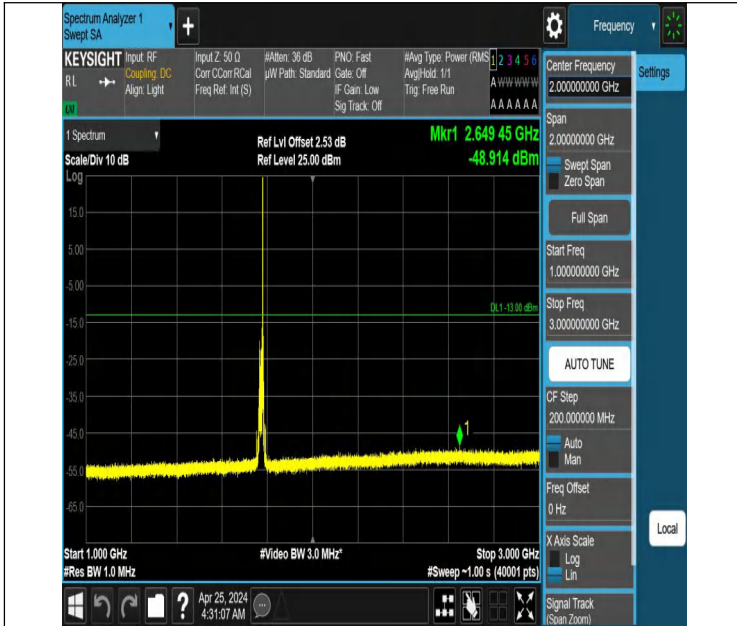 Spectrum Analyzer 1
Swept SA
+
Frequency
KEYSIGHT
RL
Input: RF
Coupling: DC
Align: Light
Input Z: 50 Ω
Corr CCorr RCal
Freq Ref: Int (S)
#Atten: 36 dB
µW Path: Standard
PNO: Fast
Gate: Off
IF Gain: Low
Sig Track: Off
#Avg Type: Power (RMS
Avg|Hold: 1/1
Trig: Free Run
1 2 3 4 5 6
A W W W W W
A A A A A A
1 Spectrum
Scale/Div 10 dB
Log
Ref Lvl Offset 2.53 dB
Ref Level 25.00 dBm
Mkr1 2.649 45 GHz
-48.914 dBm
15.0
5.00
-5.00
DL1 -13.00 dBm
-15.0
-25.0
-35.0
-45.0
1
-55.0
-65.0
Start 1.000 GHz
#Res BW 1.0 MHz
#Video BW 3.0 MHz*
Stop 3.000 GHz
#Sweep ~1.00 s (40001 pts)
Center Frequency
2.000000000 GHz
Settings
Span
2.00000000 GHz
Swept Span
Zero Span
Full Span
Start Freq
1.000000000 GHz
Stop Freq
3.000000000 GHz
AUTO TUNE
CF Step
200.000000 MHz
Auto
Man
Freq Offset
0 Hz
X Axis Scale
Log
Lin
Local
Signal Track
(Span Zoom)
?
Apr 25, 2024
4:31:07 AM